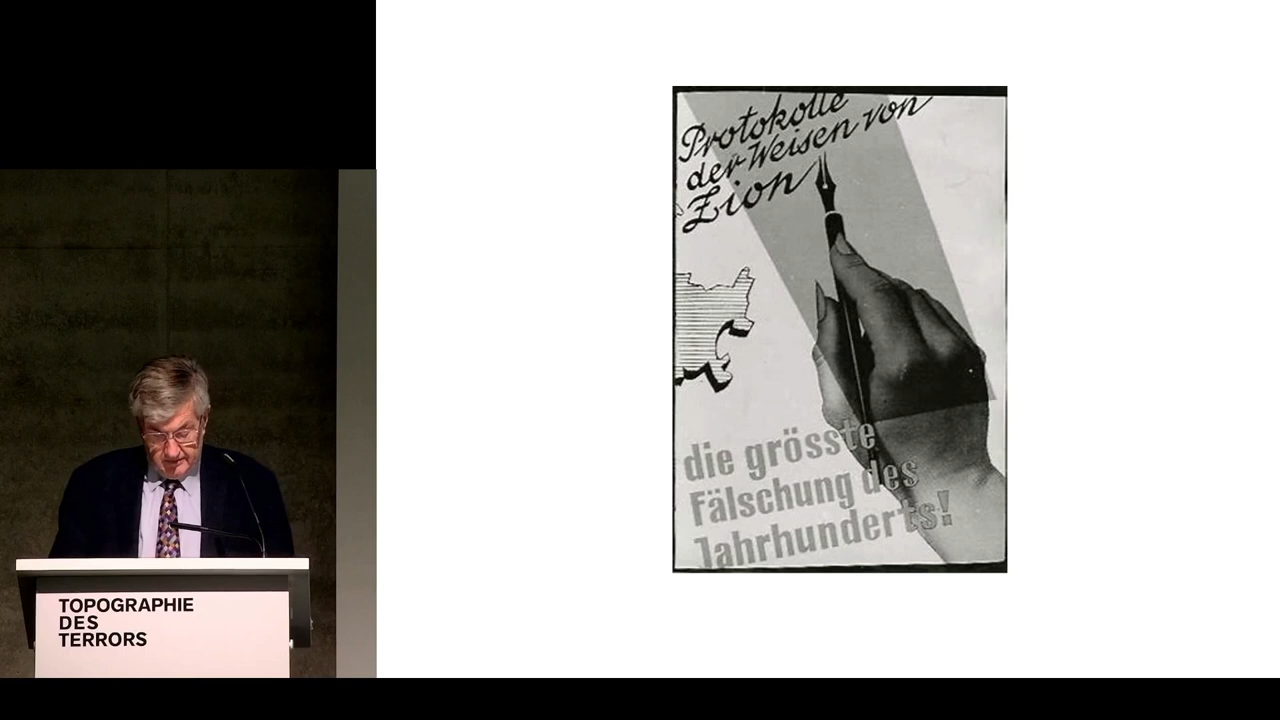 Protokolle
der Weisen von
Zion
die grösste
Fälschung des
Jahrhunderts!
TOPOGRAPHIE
DES
TERRORS